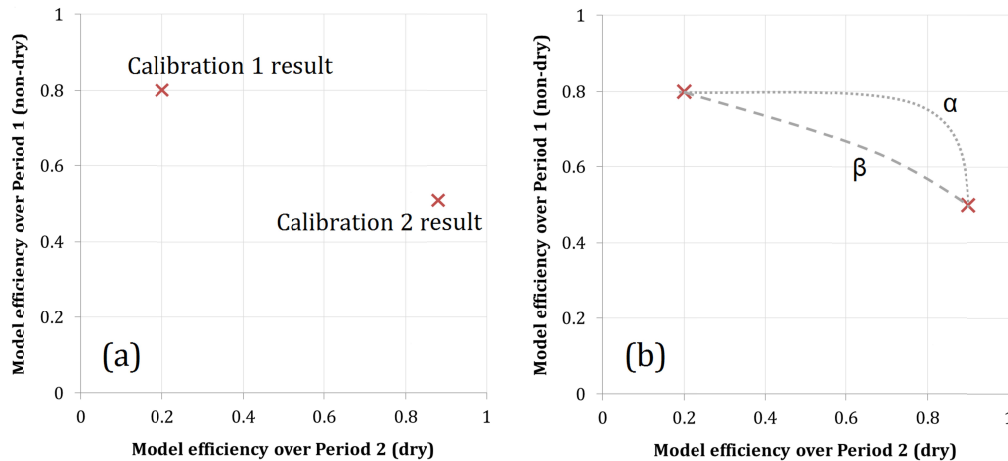 Model efficiency over Period 1 (non-dry)
1
0.8
0.6
0.4
0.2
0
Calibration 1 result
Calibration 2 result
(a)
0
0.2
0.4
0.6
0.8
1
Model efficiency over Period 2 (dry)
Model efficiency over Period 1 (non-dry)
1
0.8
0.6
0.4
0.2
0
α
β
(b)
0
0.2
0.4
0.6
0.8
1
Model efficiency over Period 2 (dry)